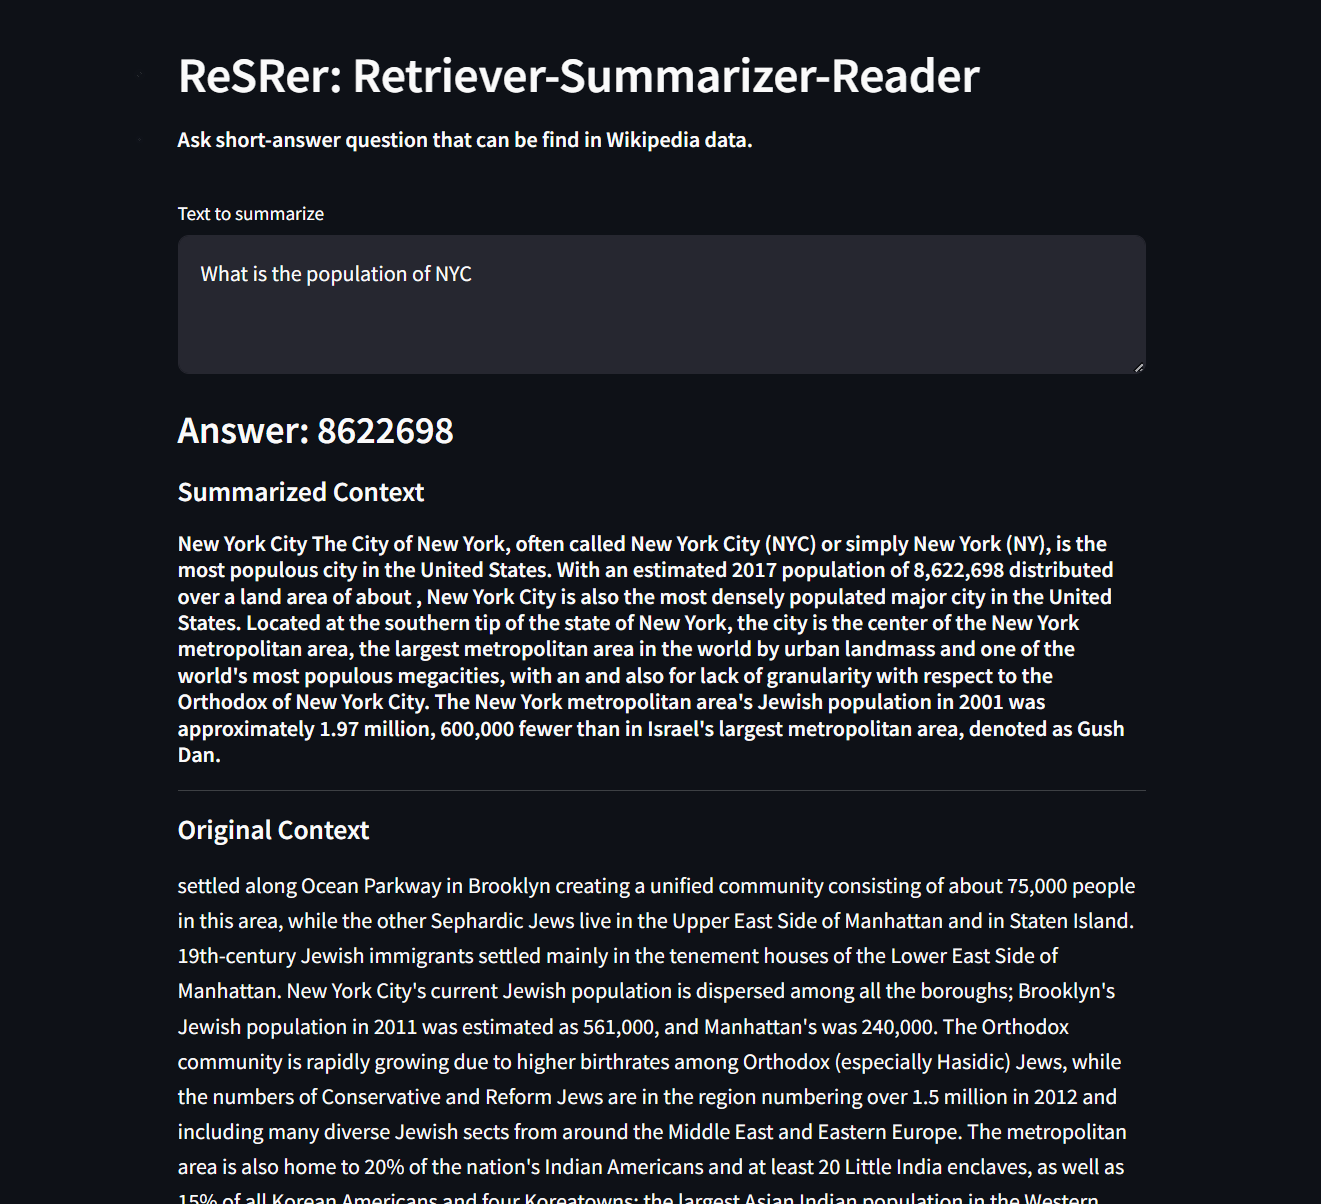 ReSRer: Retriever-Summarizer-Reader
Ask short-answer question that can be find in Wikipedia data.
Text to summarize
What is the population of NYC
Answer: 8622698
Summarized Context
New York City The City of New York, often called New York City (NYC) or simply New York (NY), is the
most populous city in the United States. With an estimated 2017 population of 8,622,698 distributed
over a land area of about , New York City is also the most densely populated major city in the United
States. Located at the southern tip of the state of New York, the city is the center of the New York
metropolitan area, the largest metropolitan area in the world by urban landmass and one of the
world's most populous megacities, with an and also for lack of granularity with respect to the
Orthodox of New York City. The New York metropolitan area's Jewish population in 2001 was
approximately 1.97 million, 600,000 fewer than in Israel's largest metropolitan area, denoted as Gush
Dan.
Original Context
settled along Ocean Parkway in Brooklyn creating a unified community consisting of about 75,000 people
in this area, while the other Sephardic Jews live in the Upper East Side of Manhattan and in Staten Island.
19th-century Jewish immigrants settled mainly in the tenement houses of the Lower East Side of
Manhattan. New York City's current Jewish population is dispersed among all the boroughs; Brooklyn's
Jewish population in 2011 was estimated as 561,000, and Manhattan's was 240,000. The Orthodox
community is rapidly growing due to higher birthrates among Orthodox (especially Hasidic) Jews, while
the numbers of Conservative and Reform Jews are in the region numbering over 1.5 million in 2012 and
including many diverse Jewish sects from around the Middle East and Eastern Europe. The metropolitan
area is also home to 20% of the nation's Indian Americans and at least 20 Little India enclaves, as well as
15% of all Korean Americans and four Koreatowns; the largest Asian Indian population in the Western